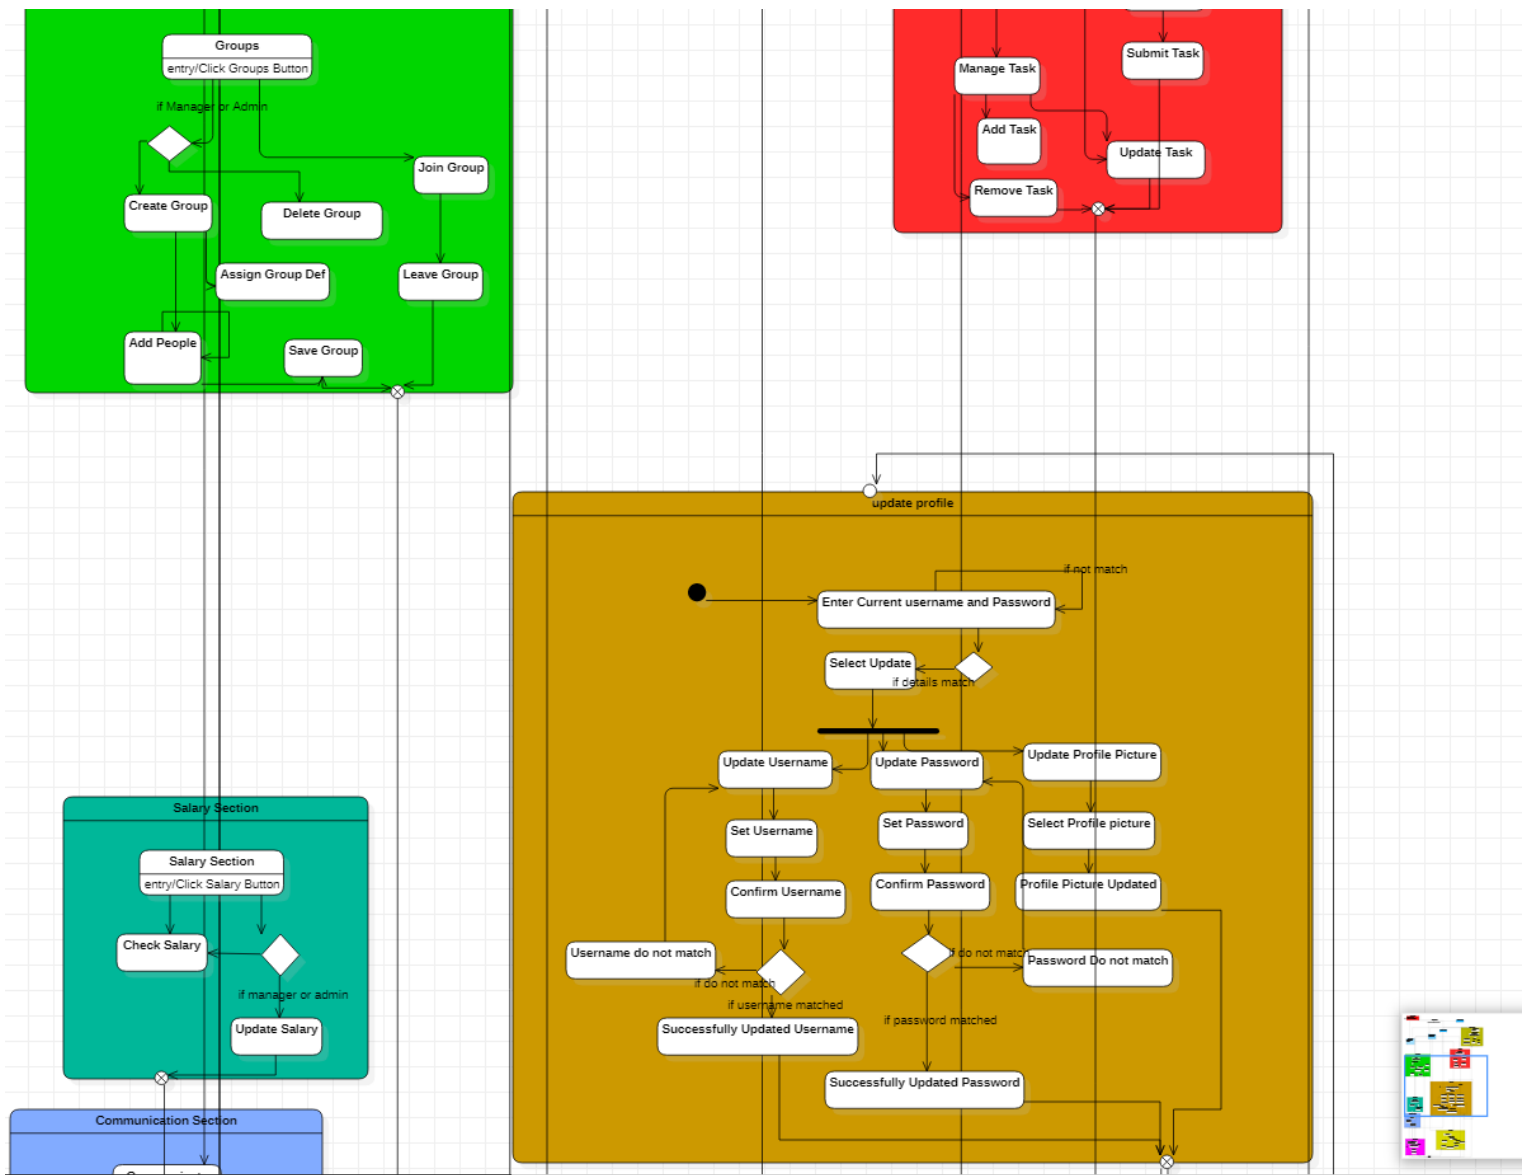 Groups
entry/Click Groups Button
if Manager or Admin
Join Group
Create Group
Delete Group
Assign Group Def
Leave Group
Add People
Save Group
Submit Task
Manage Task
Add Task
Update Task
Remove Task
update profile
if not match
Enter Current username and Password
Select Update
if details match
Update Username
Update Password
Update Profile Picture
Set Username
Set Password
Select Profile picture
Confirm Username
Confirm Password
Profile Picture Updated
Username do not match
if do not match
if do not match
Password Do not match
if username matched
if password matched
Successfully Updated Username
Successfully Updated Password
Salary Section
Salary Section
entry/Click Salary Button
Check Salary
if manager or admin
Update Salary
Communication Section